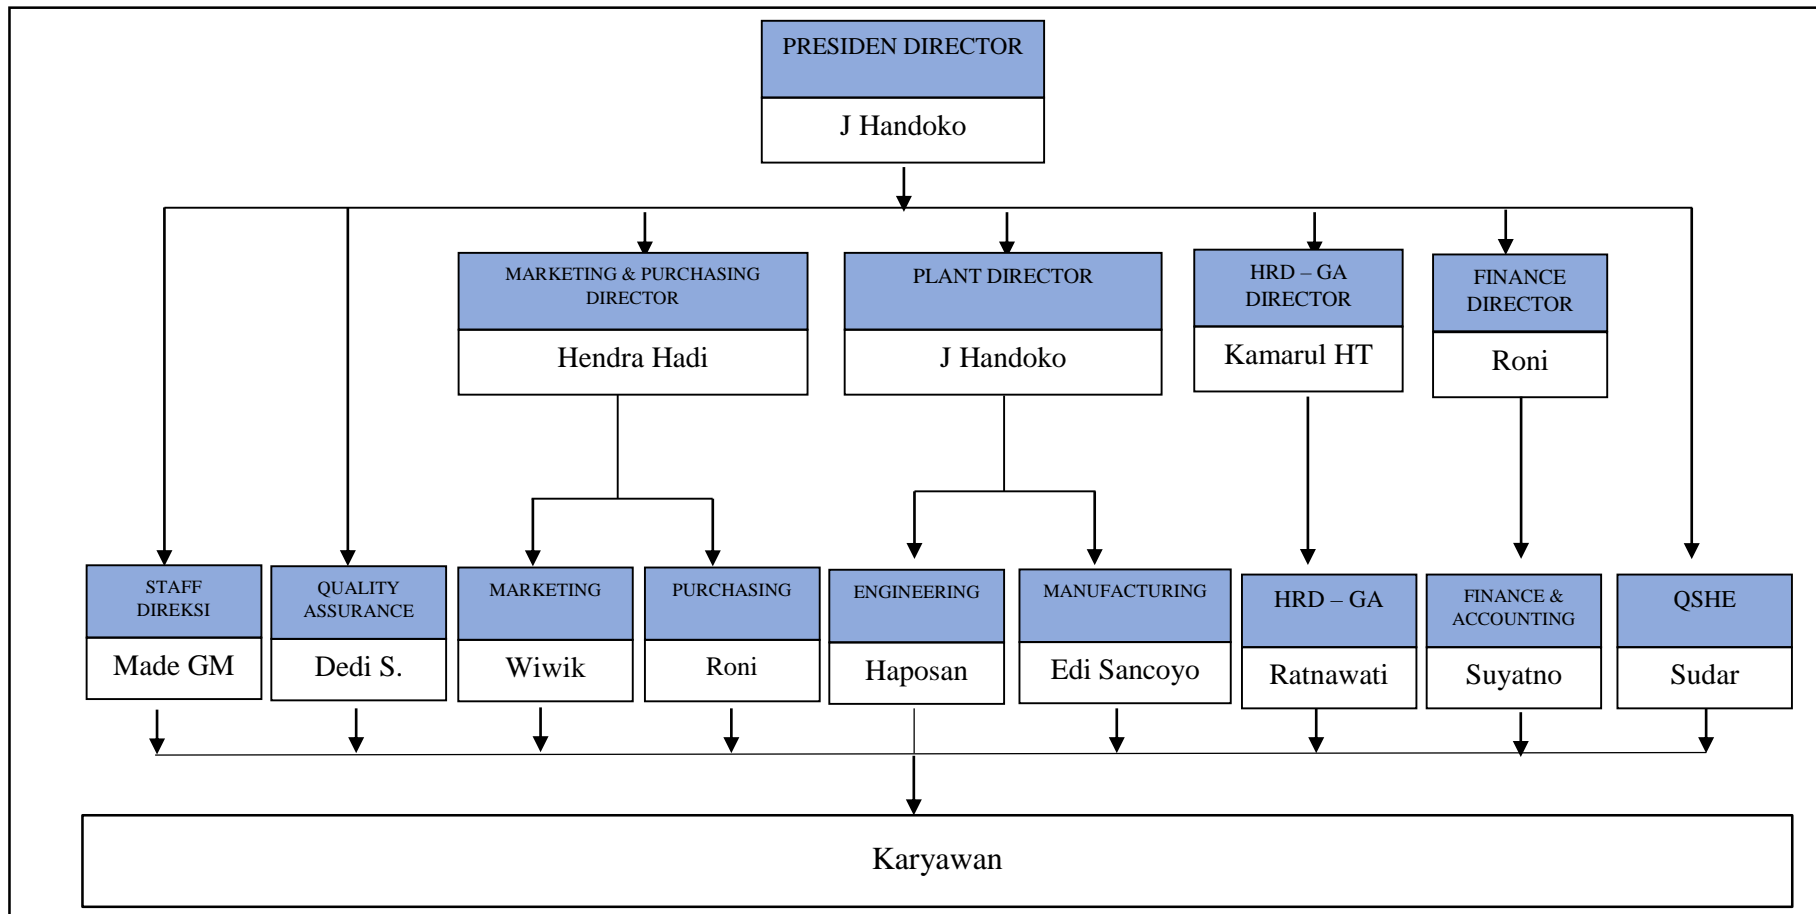 PRESIDEN DIRECTOR
J Handoko
MARKETING & PURCHASING
DIRECTOR
Hendra Hadi
PLANT DIRECTOR
J Handoko
HRD – GA
DIRECTOR
Kamarul HT
FINANCE
DIRECTOR
Roni
STAFF
DIREKSI
Made GM
QUALITY
ASSURANCE
Dedi S.
MARKETING
Wiwik
PURCHASING
Roni
ENGINEERING
Haposan
MANUFACTURING
Edi Sancoyo
HRD – GA
Ratnawati
FINANCE &
ACCOUNTING
Suyatno
QSHE
Sudar
Karyawan